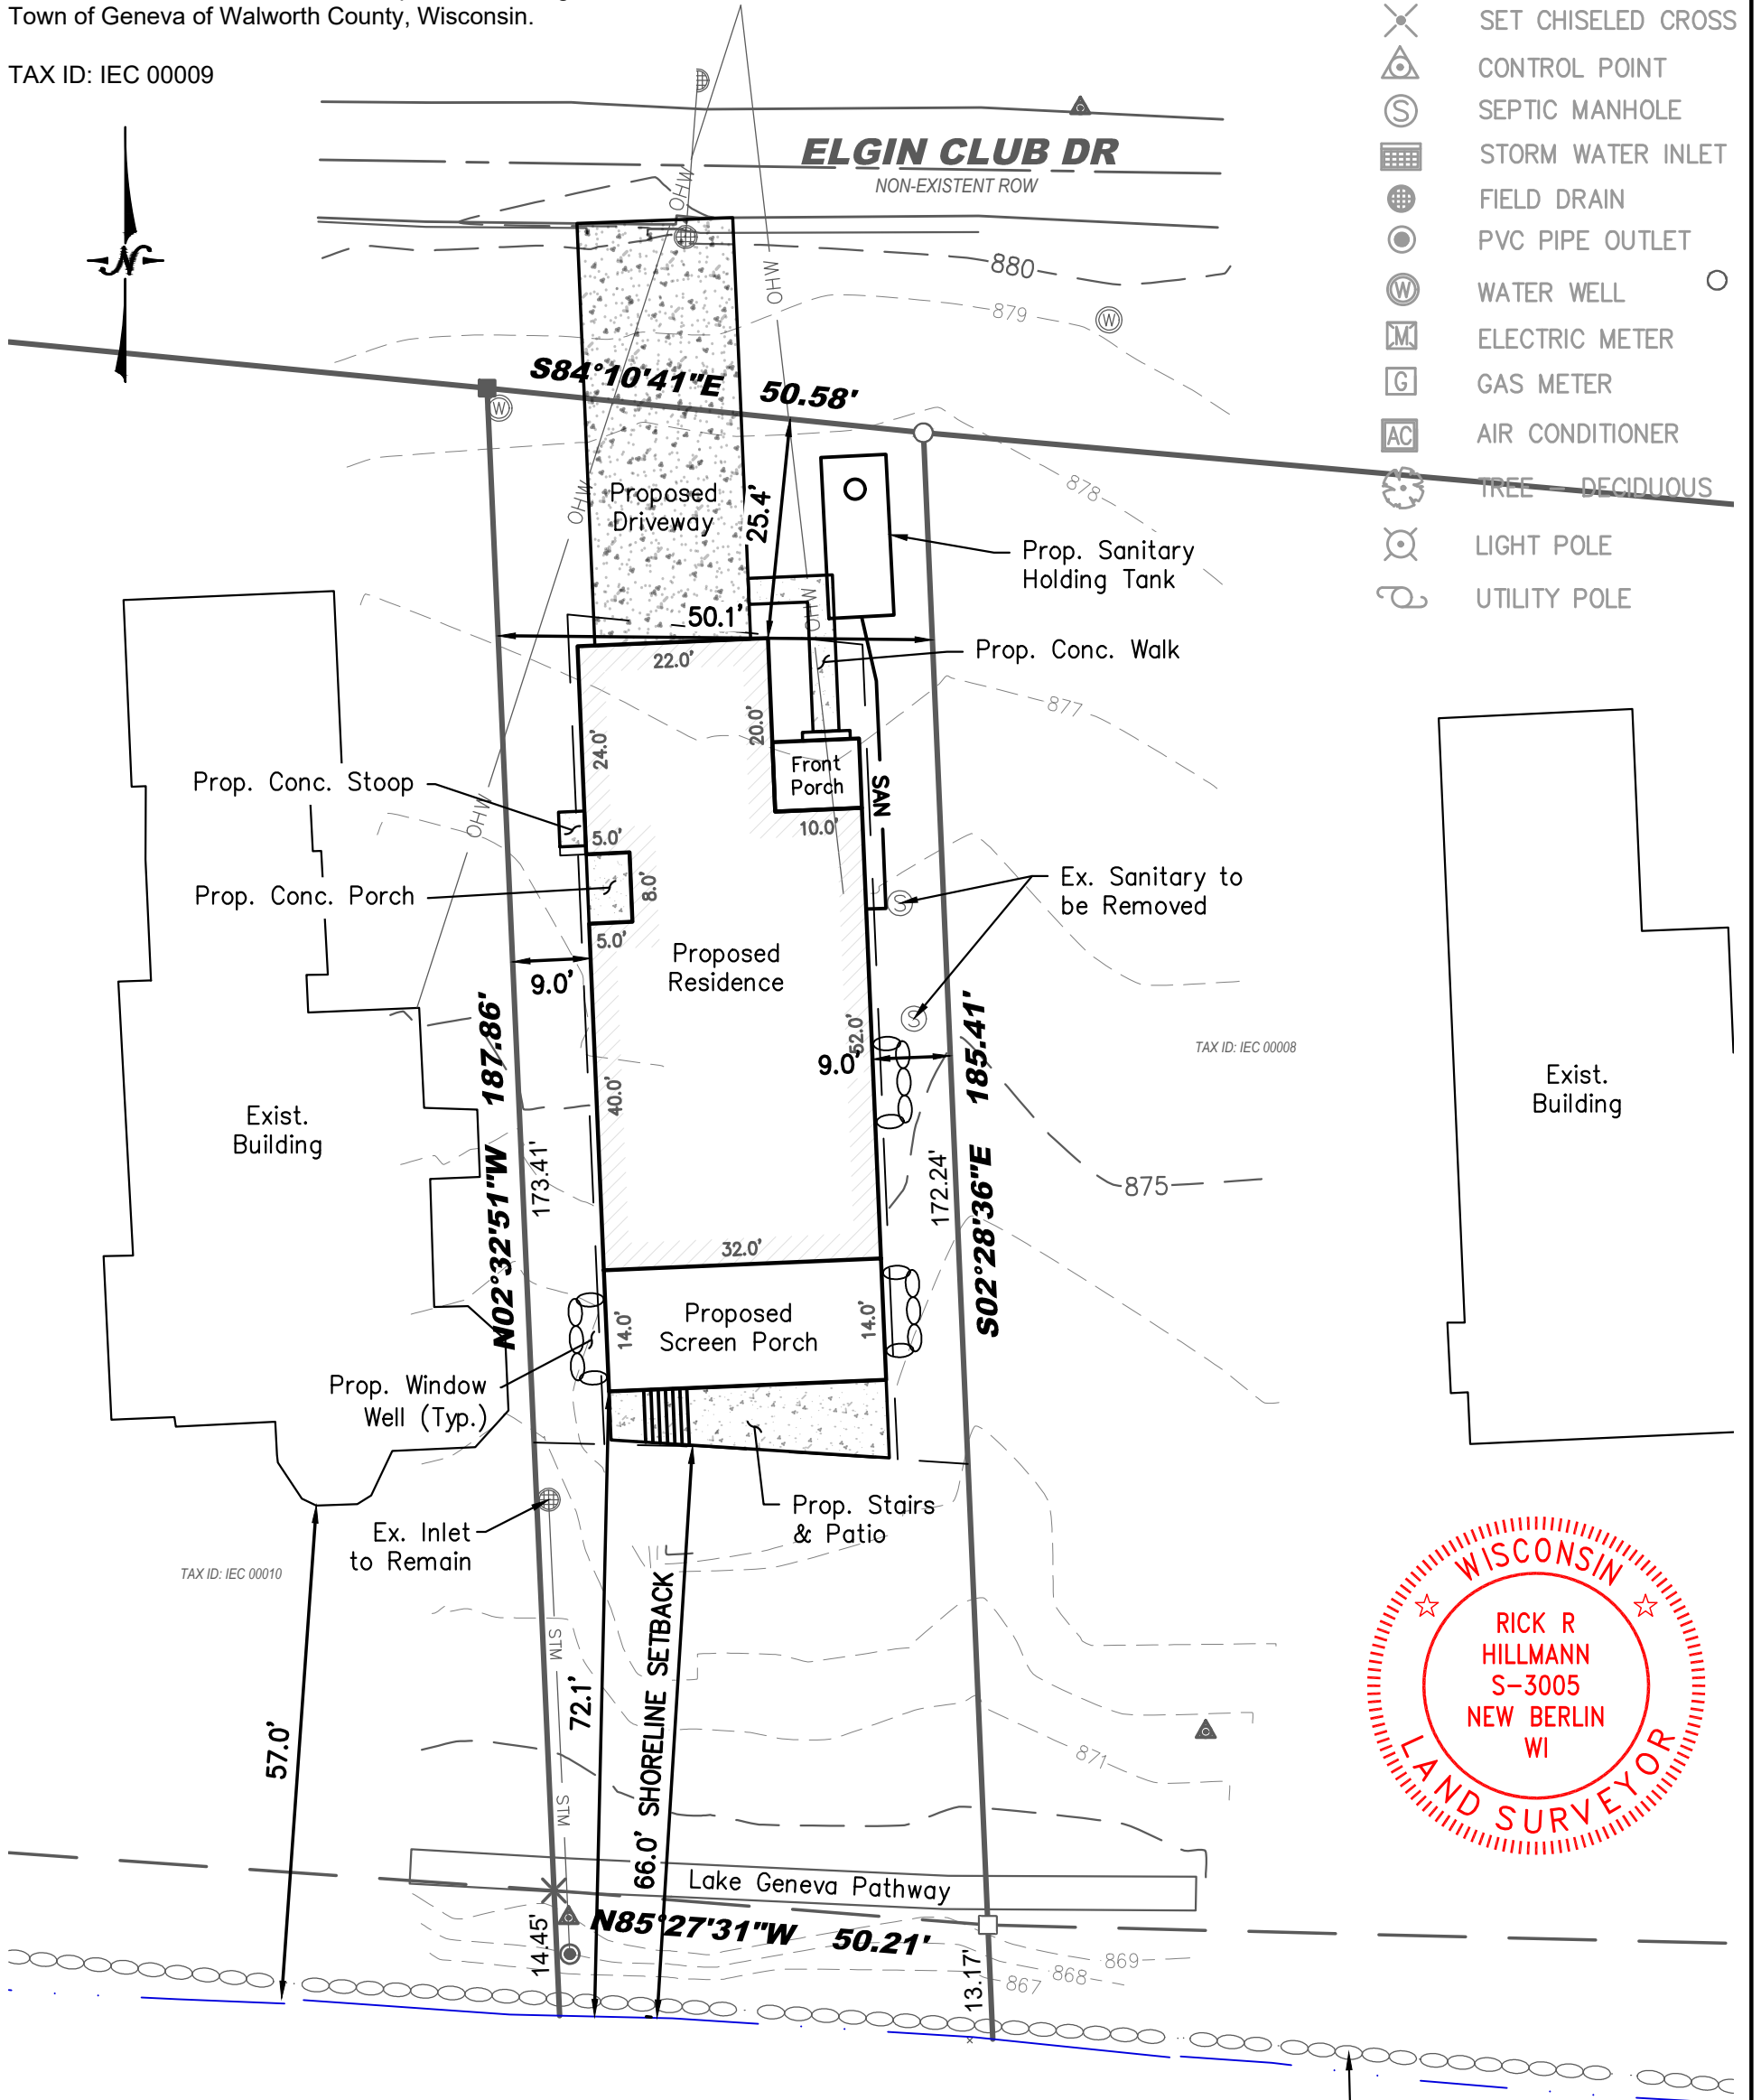 Town of Geneva of Walworth County, Wisconsin.
TAX ID: IEC 00009
SET CHISELED CROSS
CONTROL POINT
S SEPTIC MANHOLE
STORM WATER INLET
FIELD DRAIN
PVC PIPE OUTLET
W WATER WELL
M ELECTRIC METER
G GAS METER
AC AIR CONDITIONER
TREE - DECIDUOUS
LIGHT POLE
UTILITY POLE
N
ELGIN CLUB DR
NON-EXISTENT ROW
OHW
OHW
880
879
W
W
S84°10'41"E 50.58'
878
Proposed
Driveway
OHW
25.4'
Prop. Sanitary
Holding Tank
OHW
50.1'
Prop. Conc. Walk
22.0'
877
24.0'
20.0'
Front
Porch
SAN
Prop. Conc. Stoop
OHW
5.0'
10.0'
Prop. Conc. Porch
8.0'
Ex. Sanitary to
be Removed
S
5.0'
Proposed
Residence
9.0'
S
52.0'
9.0'
TAX ID: IEC 00008
N02°32'51"W 187.86'
173.41'
40.0'
S02°28'36"E 185.41'
172.24'
Exist.
Building
Exist.
Building
875
32.0'
Proposed
Screen Porch
14.0'
14.0'
Prop. Window
Well (Typ.)
Prop. Stairs
& Patio
Ex. Inlet
to Remain
TAX ID: IEC 00010
STM
STM
57.0'
72.1'
66.0' SHORELINE SETBACK
871
WISCONSIN
RICK R
HILLMANN
S-3005
NEW BERLIN
WI
LAND SURVEYOR
Lake Geneva Pathway
N85°27'31"W 50.21'
14.45'
13.17'
869
868
867